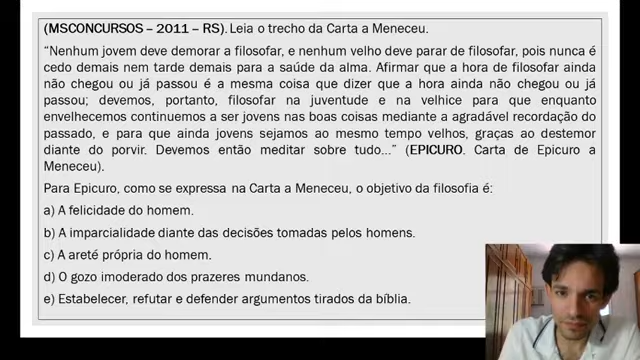 (MSCONCURSOS – 2011 – RS). Leia o trecho da Carta a Meneceu.
“Nenhum jovem deve demorar a filosofar, e nenhum velho deve parar de filosofar, pois nunca é
cedo demais nem tarde demais para a saúde da alma. Afirmar que a hora de filosofar ainda
não chegou ou já passou é a mesma coisa que dizer que a hora ainda não chegou ou já
passou; devemos, portanto, filosofar na juventude e na velhice para que enquanto
envelhecemos continuemos a ser jovens nas boas coisas mediante a agradável recordação do
passado, e para que ainda jovens sejamos ao mesmo tempo velhos, graças ao destemor
diante do porvir. Devemos então meditar sobre tudo...” (EPICURO. Carta de Epicuro a
Meneceu).
Para Epicuro, como se expressa na Carta a Meneceu, o objetivo da filosofia é:
a) A felicidade do homem.
b) A imparcialidade diante das decisões tomadas pelos homens.
c) A areté própria do homem.
d) O gozo imoderado dos prazeres mundanos.
e) Estabelecer, refutar e defender argumentos tirados da bíblia.